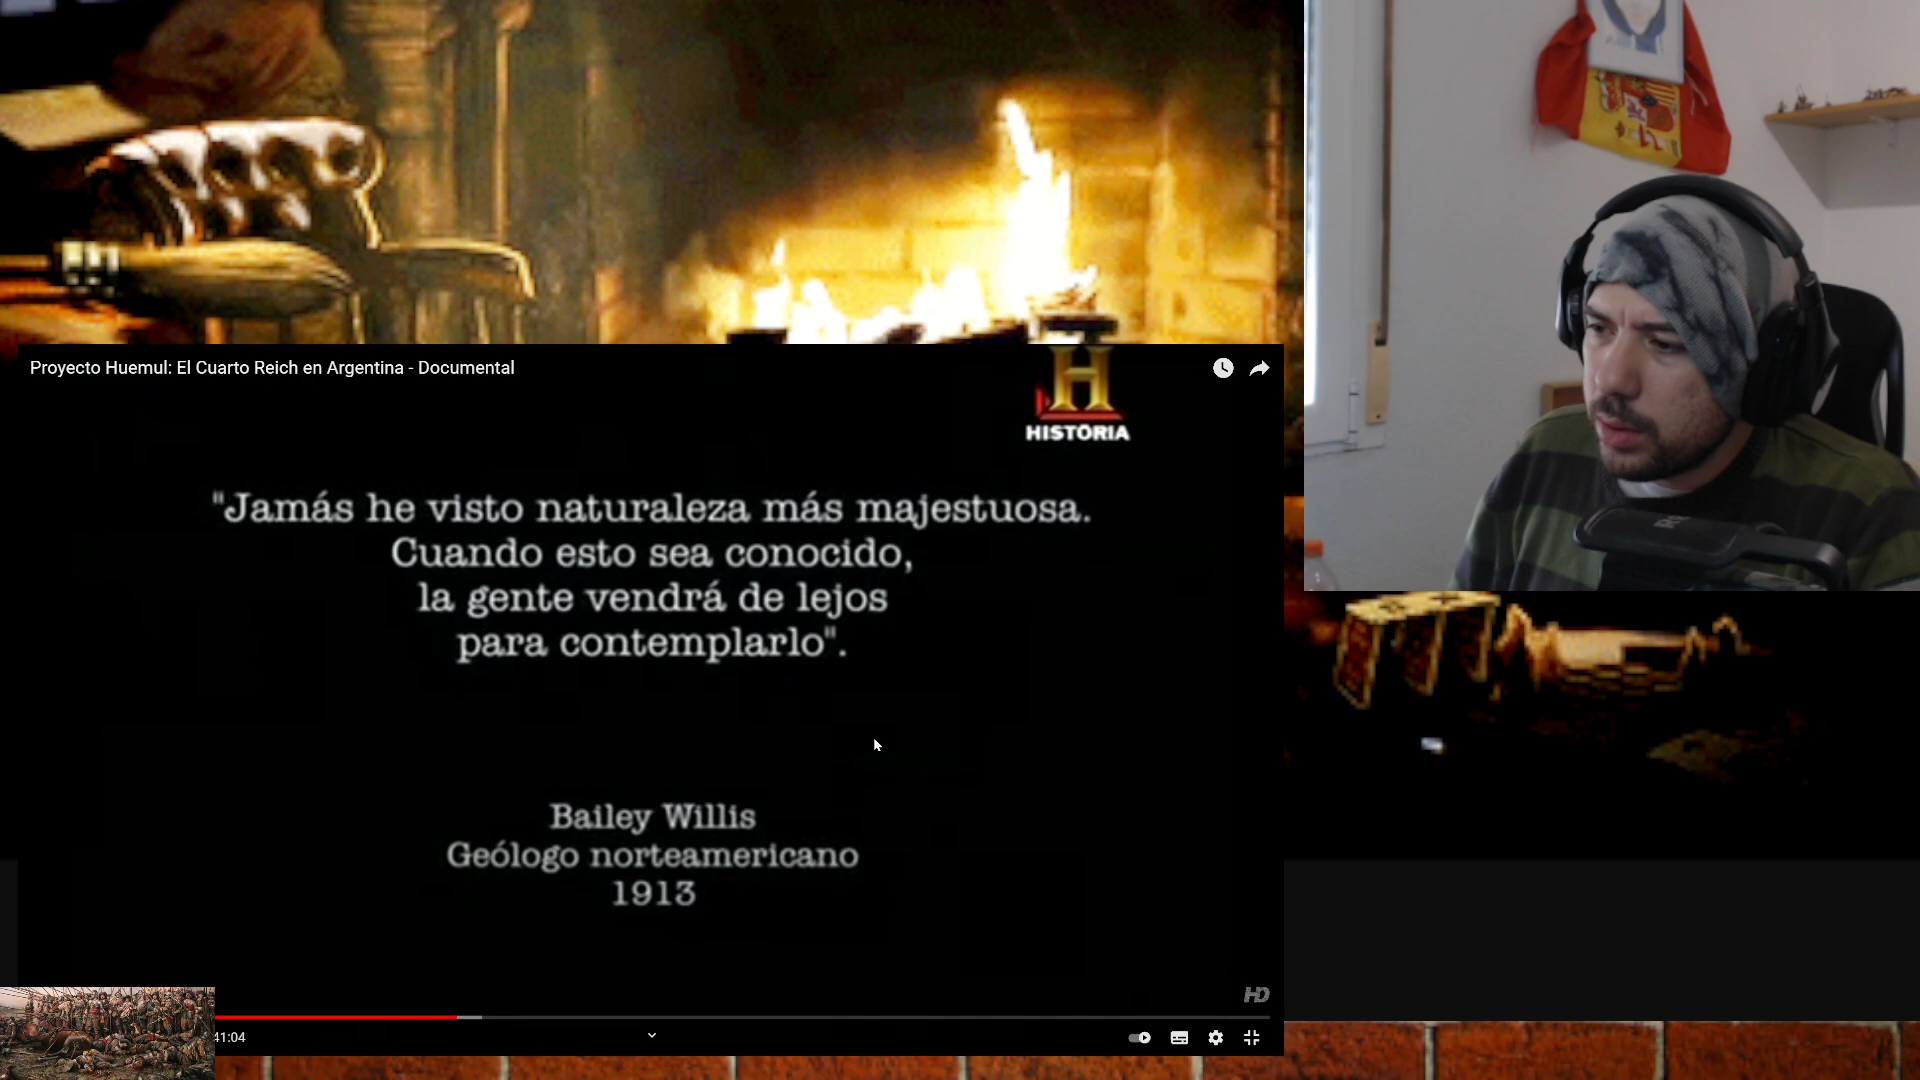 Proyecto Huemul: El Cuarto Reich en Argentina - Documental
HISTORIA
"Jamás he visto naturaleza más majestuosa.
Cuando esto sea conocido,
la gente vendrá de lejos
para contemplarlo".
Bailey Willis
Geólogo norteamericano
1913
HD
41:04